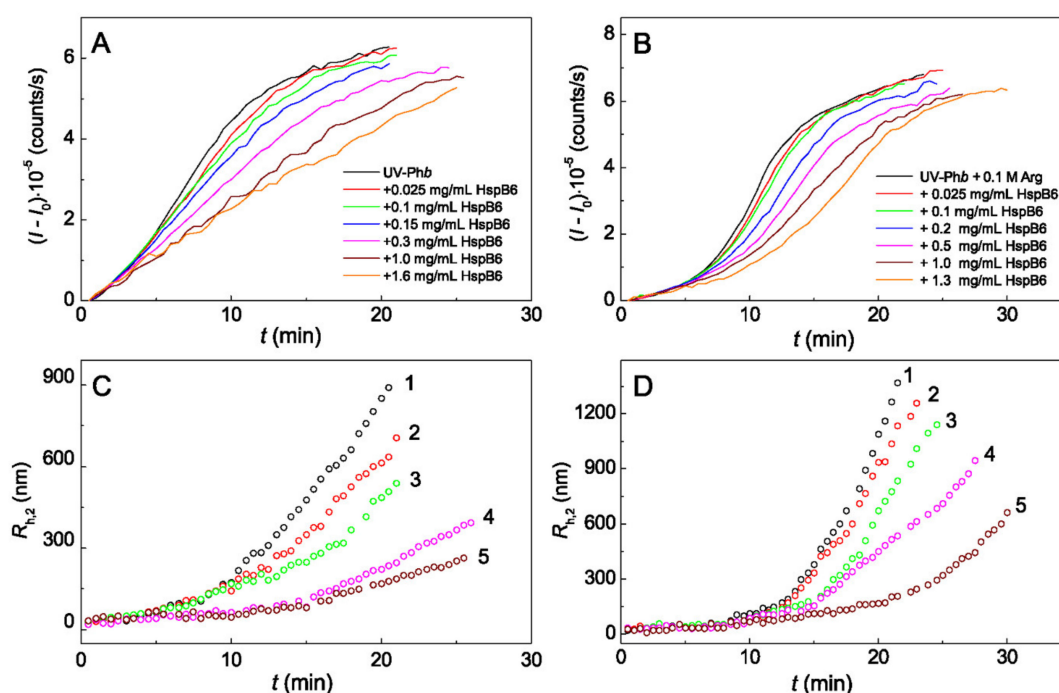 A
(I - I₀)·10⁻⁵ (counts/s)
6
4
2
0
UV-Phb
+0.025 mg/mL HspB6
+0.1 mg/mL HspB6
+0.15 mg/mL HspB6
+0.3 mg/mL HspB6
+1.0 mg/mL HspB6
+1.6 mg/mL HspB6
0 10 20 30
t (min)
B
(I - I₀)·10⁻⁵ (counts/s)
8
6
4
2
0
UV-Phb + 0.1 M Arg
+ 0.025 mg/mL HspB6
+ 0.1 mg/mL HspB6
+ 0.2 mg/mL HspB6
+ 0.5 mg/mL HspB6
+ 1.0 mg/mL HspB6
+ 1.3 mg/mL HspB6
0 10 20 30
t (min)
C
Rh,2 (nm)
900
600
300
0
1
2
3
4
5
0 10 20 30
t (min)
D
Rh,2 (nm)
1200
900
600
300
0
1
2
3
4
5
0 10 20 30
t (min)